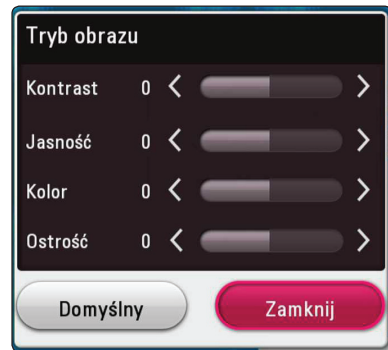 Tryb obrazu
Kontrast 0
Jasność 0
Kolor 0
Ostrość 0
Domyślny Zamknij